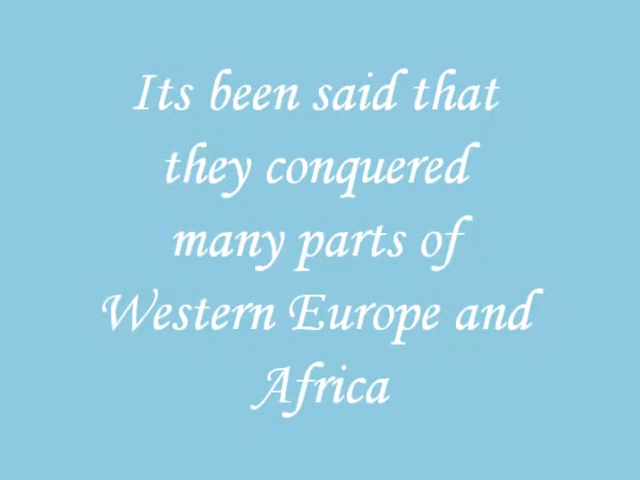 Its been said that
they conquered
many parts of
Western Europe and
Africa